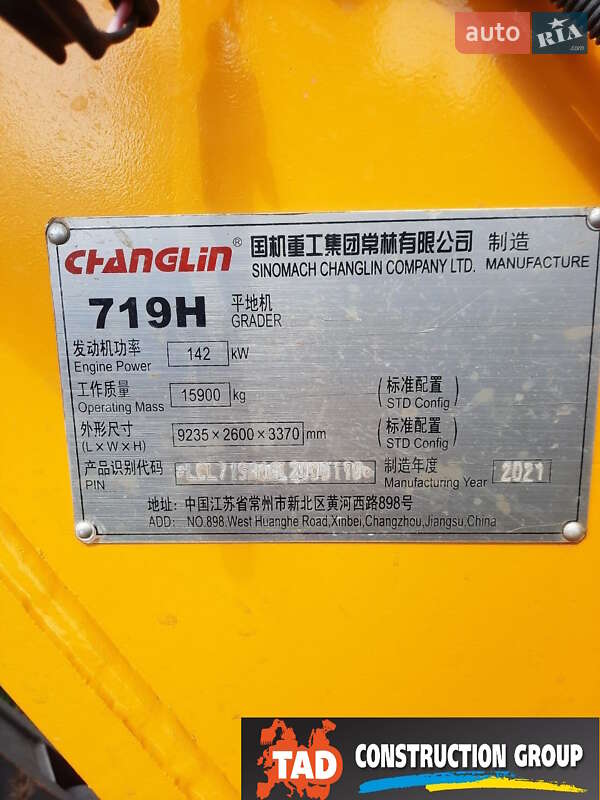 auto RIA .com
CHANGLIN® 国机重工集团常林有限公司 制造
SINOMACH CHANGLIN COMPANY LTD. MANUFACTURE
719H 平地机
GRADER
发动机功率 142 kW
Engine Power
工作质量 15900 kg (标准配置)
Operating Mass STD Config
外形尺寸 9235×2600×3370 mm (标准配置)
(L×W×H) STD Config
产品识别代码 制造年度 2021
PIN Manufacturing Year
地址: 中国江苏省常州市新北区黄河西路898号
ADD: NO.898,West Huanghe Road,Xinbei,Changzhou,Jiangsu,China
TAD CONSTRUCTION GROUP